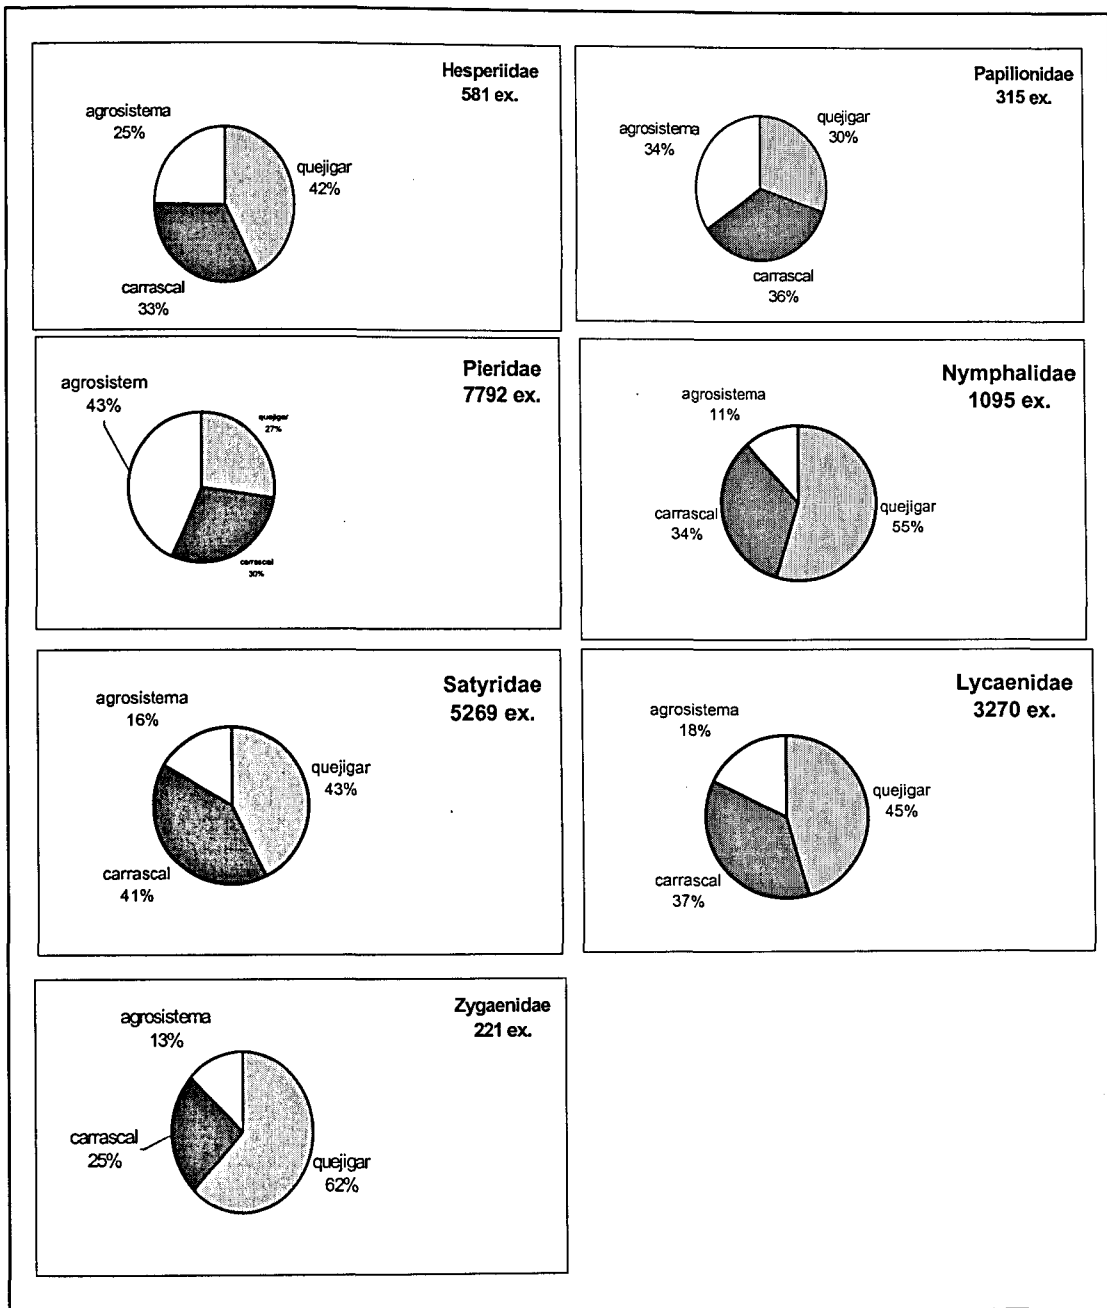 Hesperiidae
581 ex.
agrosistema
25%
quejigar
42%
carrascal
33%
Papilionidae
315 ex.
agrosistema
34%
quejigar
30%
carrascal
36%
Pieridae
7792 ex.
agrosistem
43%
quejigar
27%
carrascal
30%
Nymphalidae
1095 ex.
agrosistema
11%
carrascal
34%
quejigar
55%
Satyridae
5269 ex.
agrosistema
16%
quejigar
43%
carrascal
41%
Lycaenidae
3270 ex.
agrosistema
18%
quejigar
45%
carrascal
37%
Zygaenidae
221 ex.
agrosistema
13%
carrascal
25%
quejigar
62%